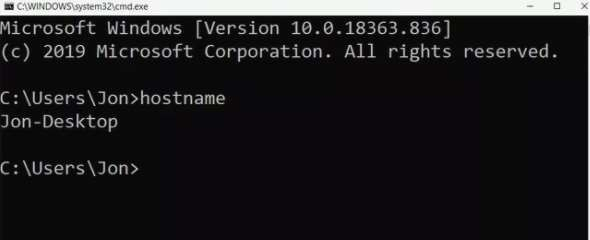 C:\WINDOWS\system32\cmd.exe
Microsoft Windows [Version 10.0.18363.836]
(c) 2019 Microsoft Corporation. All rights reserved.
C:\Users\Jon>hostname
Jon-Desktop
C:\Users\Jon>